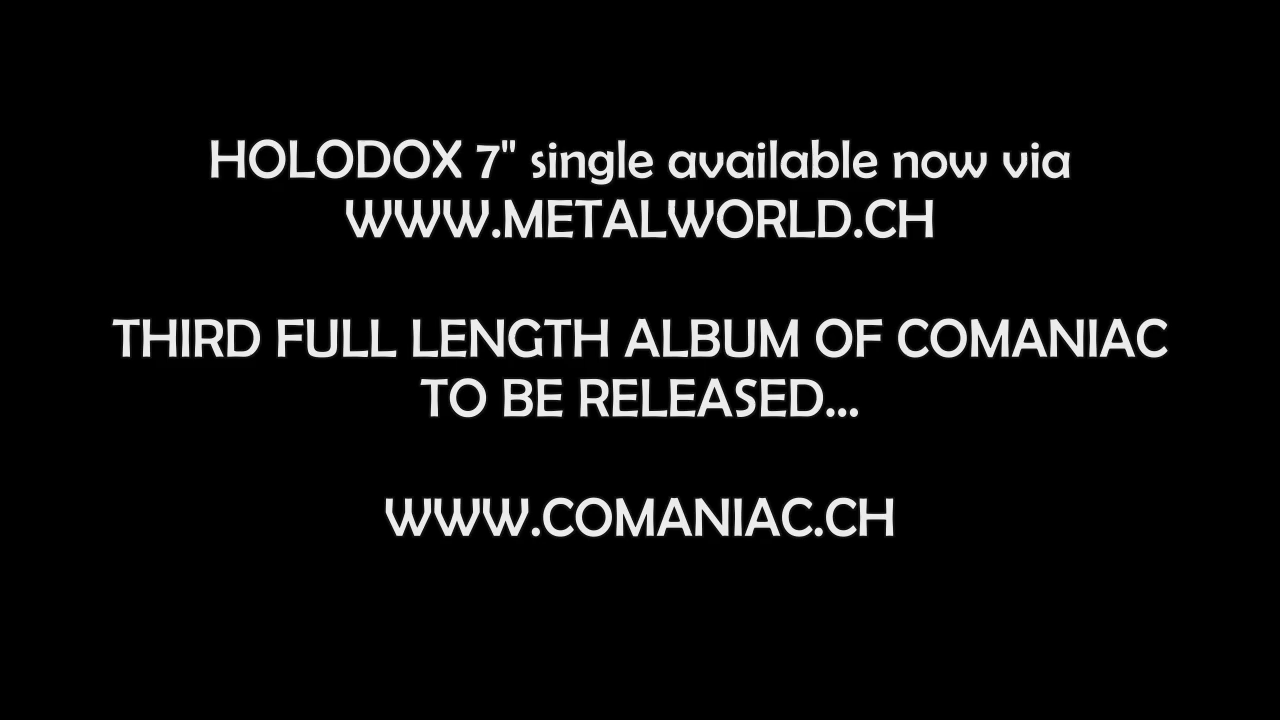 HOLODOX 7" single available now via
WWW.METALWORLD.CH
THIRD FULL LENGTH ALBUM OF COMANIAC
TO BE RELEASED...
WWW.COMANIAC.CH